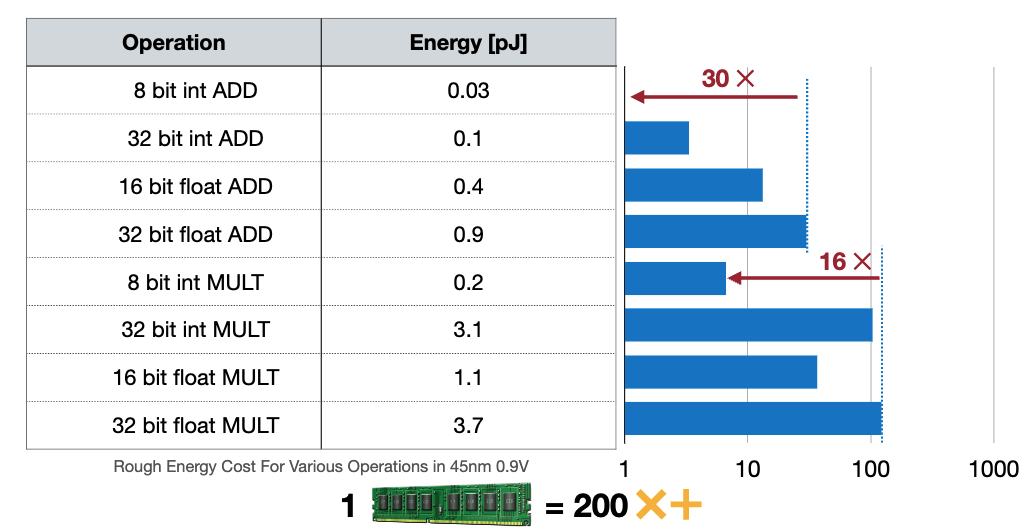 Operation Energy [pJ]
8 bit int ADD 0.03
32 bit int ADD 0.1
16 bit float ADD 0.4
32 bit float ADD 0.9
8 bit int MULT 0.2
32 bit int MULT 3.1
16 bit float MULT 1.1
32 bit float MULT 3.7
30 ×
16 ×
1 10 100 1000
Rough Energy Cost For Various Operations in 45nm 0.9V
1 = 200 ×+